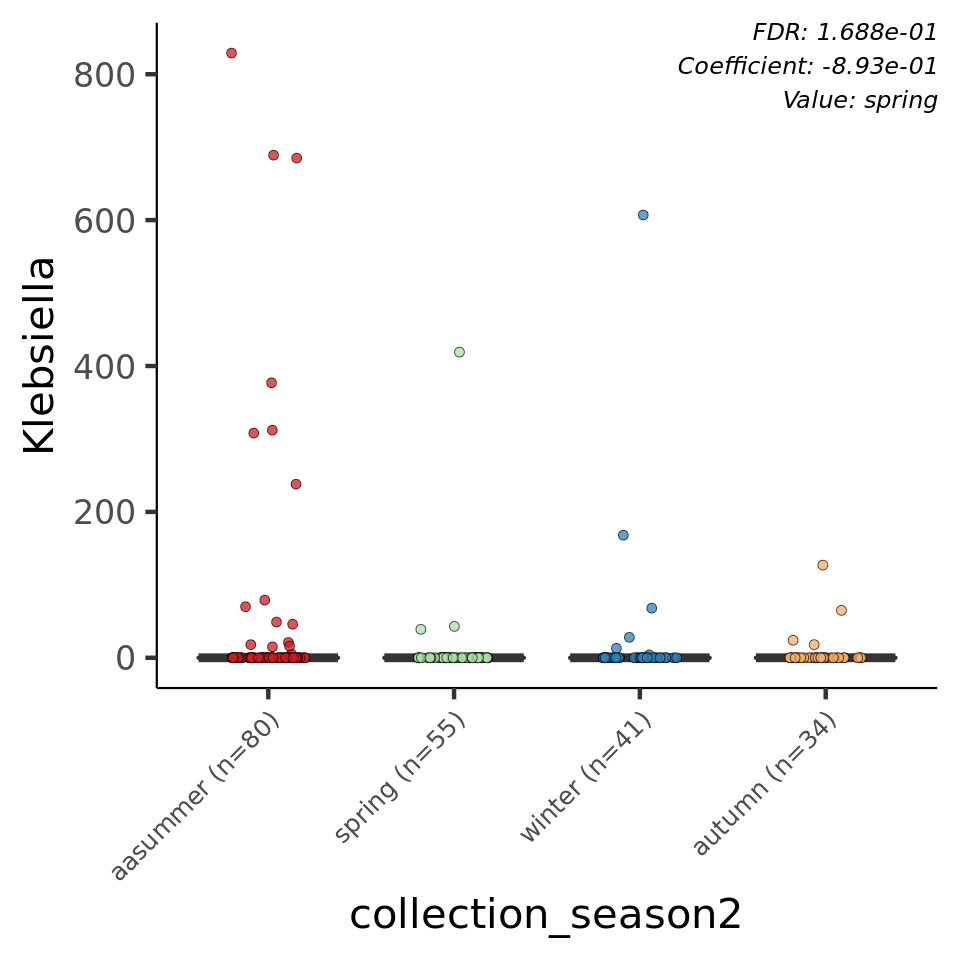 FDR: 1.688e-01
Coefficient: -8.93e-01
Value: spring
Klebsiella
800
600
400
200
0
aasummer (n=80)
spring (n=55)
winter (n=41)
autumn (n=34)
collection_season2